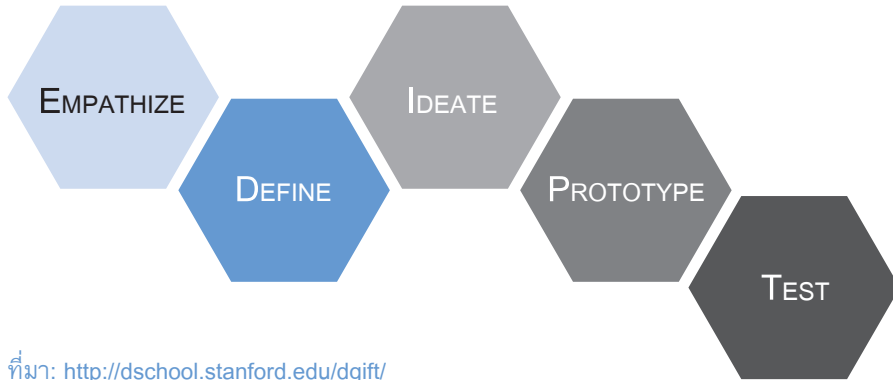 EMPATHIZE
DEFINE
IDEATE
PROTOTYPE
TEST
ที่มา: http://dschool.stanford.edu/dgift/